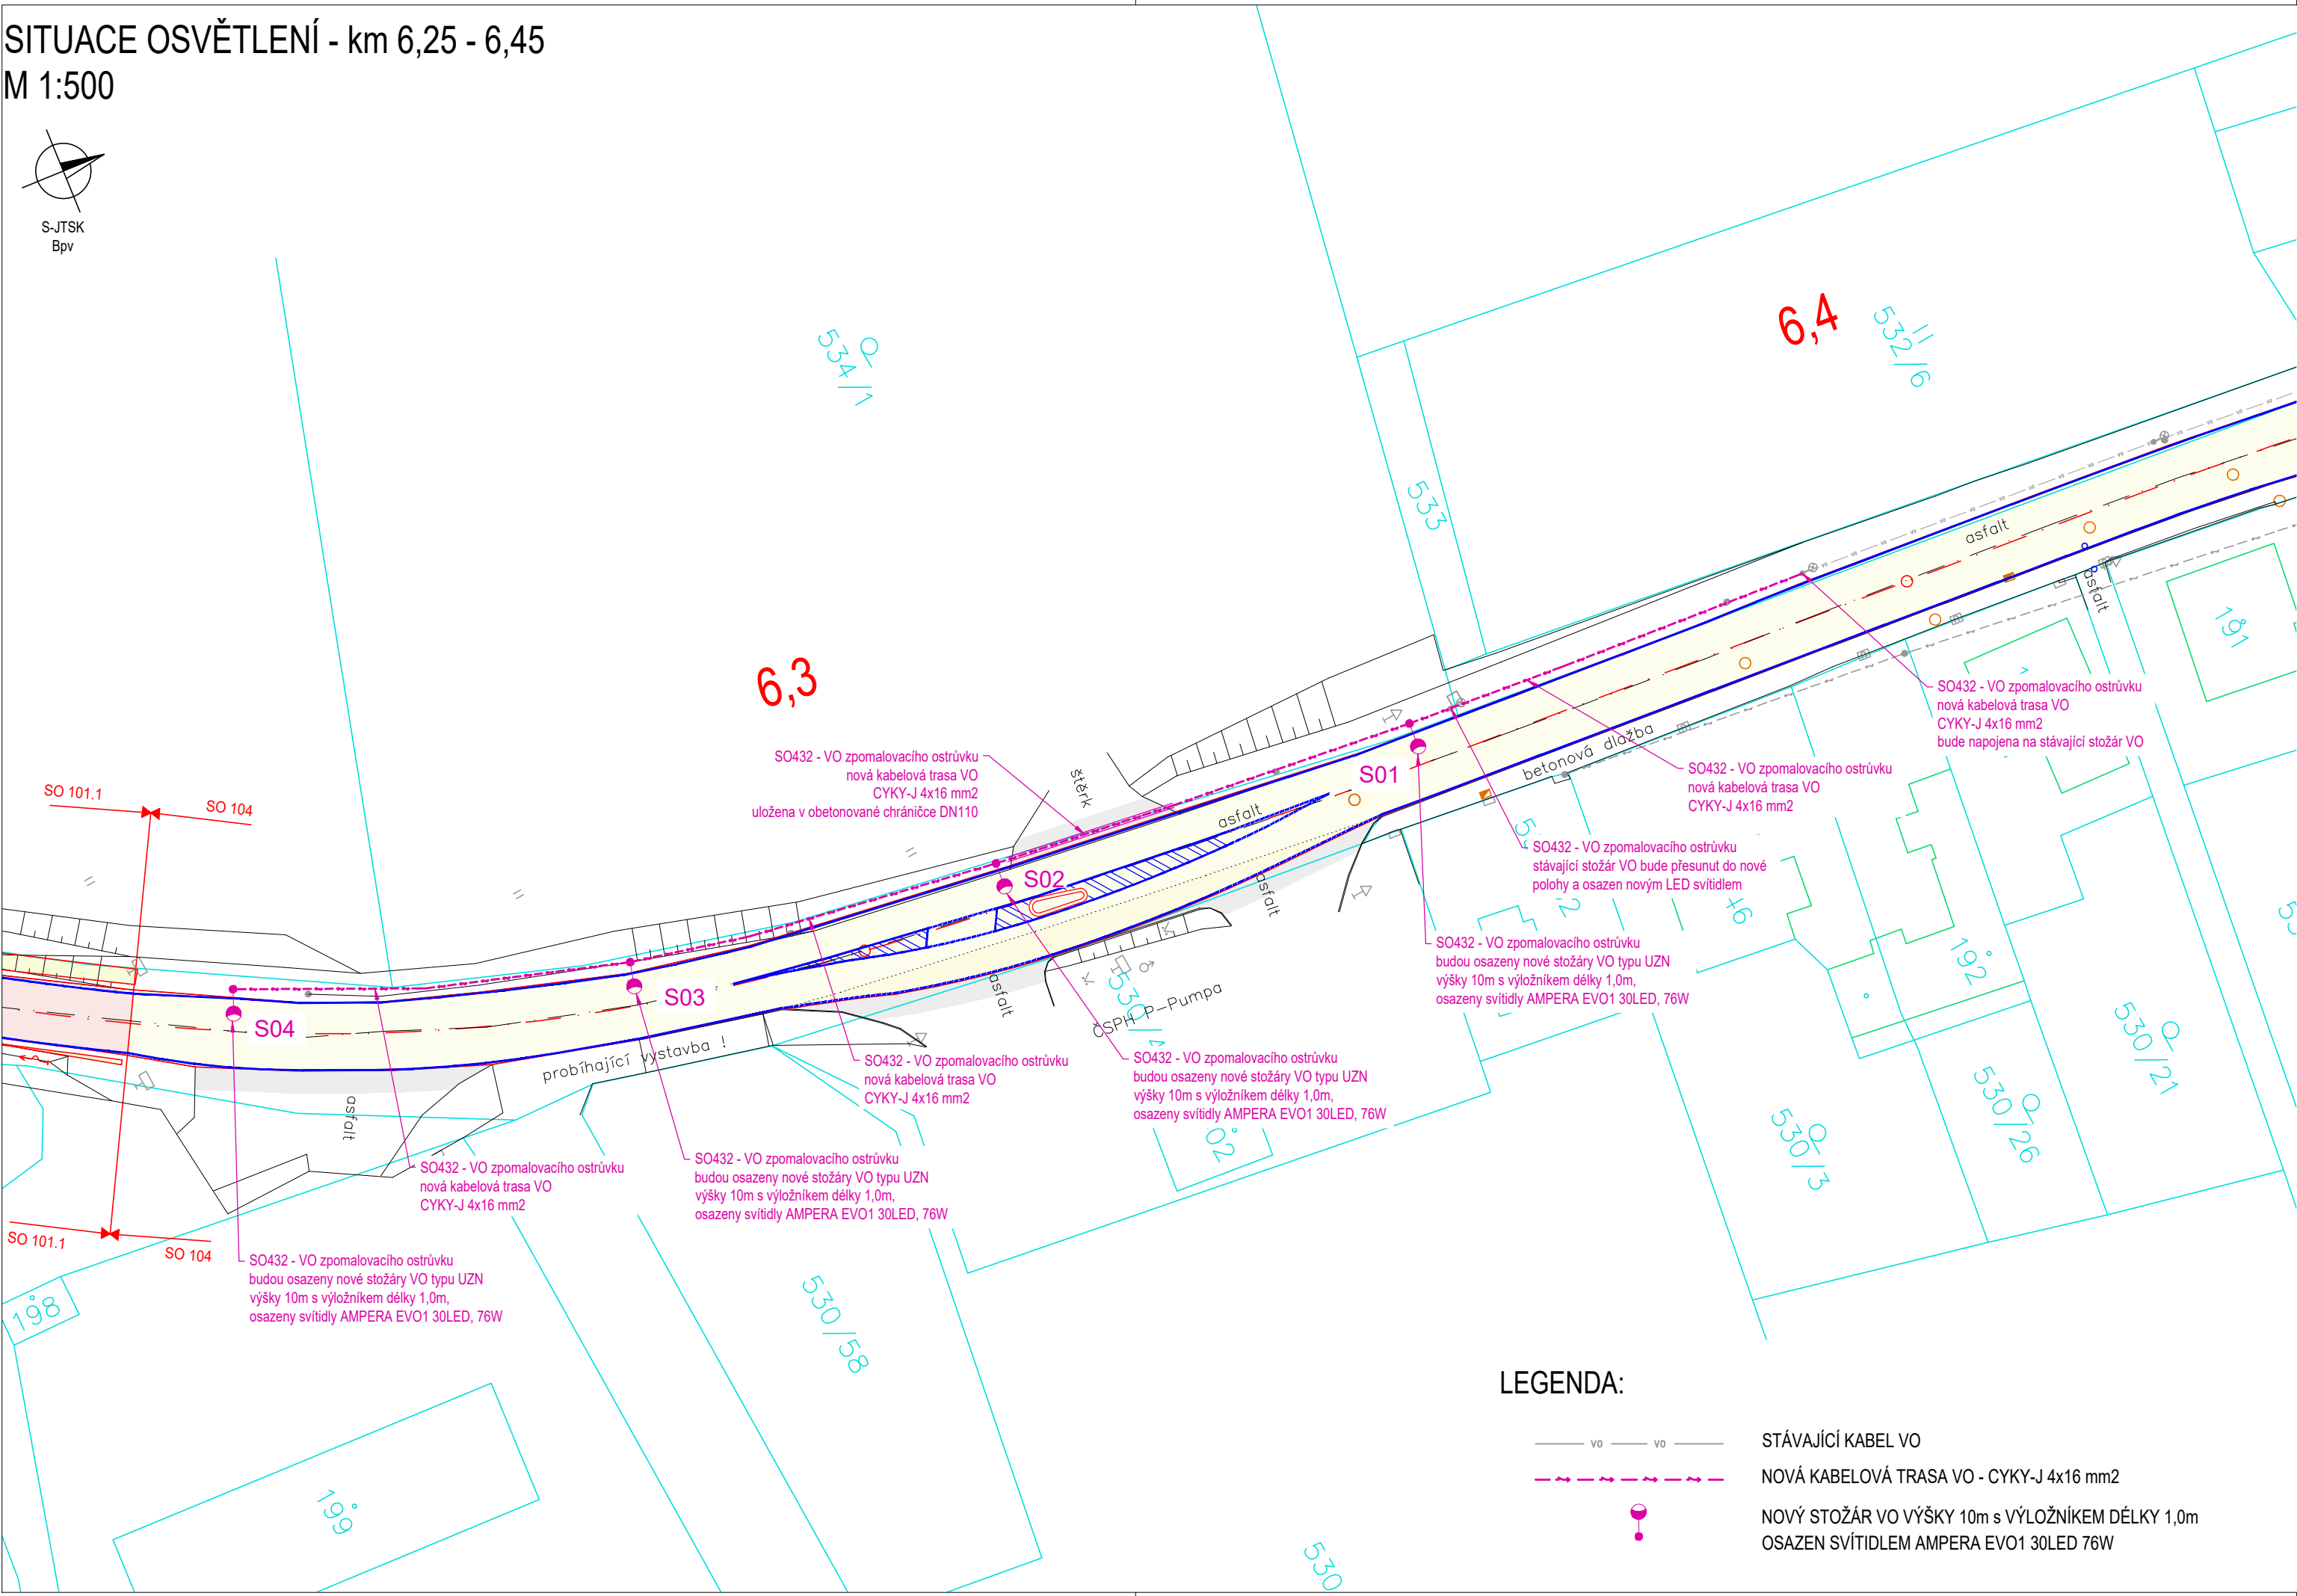 SITUACE OSVĚTLENÍ - km 6,25 - 6,45
M 1:500
S-JTSK
Bpv
534/1
6,4
532/6
533
6,3
asfalt
asfalt
191
SO432 - VO zpomalovacího ostrůvku
nová kabelová trasa VO
CYKY-J 4x16 mm2
bude napojena na stávající stožár VO
SO432 - VO zpomalovacího ostrůvku
nová kabelová trasa VO
CYKY-J 4x16 mm2
uložena v obetonované chráničce DN110
štěrk
asfalt
S01
betonová dlažba
SO432 - VO zpomalovacího ostrůvku
nová kabelová trasa VO
CYKY-J 4x16 mm2
SO 101.1
SO 104
SO432 - VO zpomalovacího ostrůvku
stávající stožár VO bude přesunut do nové
polohy a osazen novým LED svítidlem
S02
asfalt
SO432 - VO zpomalovacího ostrůvku
budou osazeny nové stožáry VO typu UZN
výšky 10m s výložníkem délky 1,0m,
osazeny svítidly AMPERA EVO1 30LED, 76W
192
S03
asfalt
ČSPH P-Pumpa
S04
probíhající výstavba !
asfalt
SO432 - VO zpomalovacího ostrůvku
nová kabelová trasa VO
CYKY-J 4x16 mm2
SO432 - VO zpomalovacího ostrůvku
budou osazeny nové stožáry VO typu UZN
výšky 10m s výložníkem délky 1,0m,
osazeny svítidly AMPERA EVO1 30LED, 76W
530/21
530/26
530/3
SO432 - VO zpomalovacího ostrůvku
nová kabelová trasa VO
CYKY-J 4x16 mm2
SO432 - VO zpomalovacího ostrůvku
budou osazeny nové stožáry VO typu UZN
výšky 10m s výložníkem délky 1,0m,
osazeny svítidly AMPERA EVO1 30LED, 76W
SO 101.1
SO 104
SO432 - VO zpomalovacího ostrůvku
budou osazeny nové stožáry VO typu UZN
výšky 10m s výložníkem délky 1,0m,
osazeny svítidly AMPERA EVO1 30LED, 76W
198
530/58
199
530
LEGENDA:
VO VO
STÁVAJÍCÍ KABEL VO
NOVÁ KABELOVÁ TRASA VO - CYKY-J 4x16 mm2
NOVÝ STOŽÁR VO VÝŠKY 10m s VÝLOŽNÍKEM DÉLKY 1,0m
OSAZEN SVÍTIDLEM AMPERA EVO1 30LED 76W